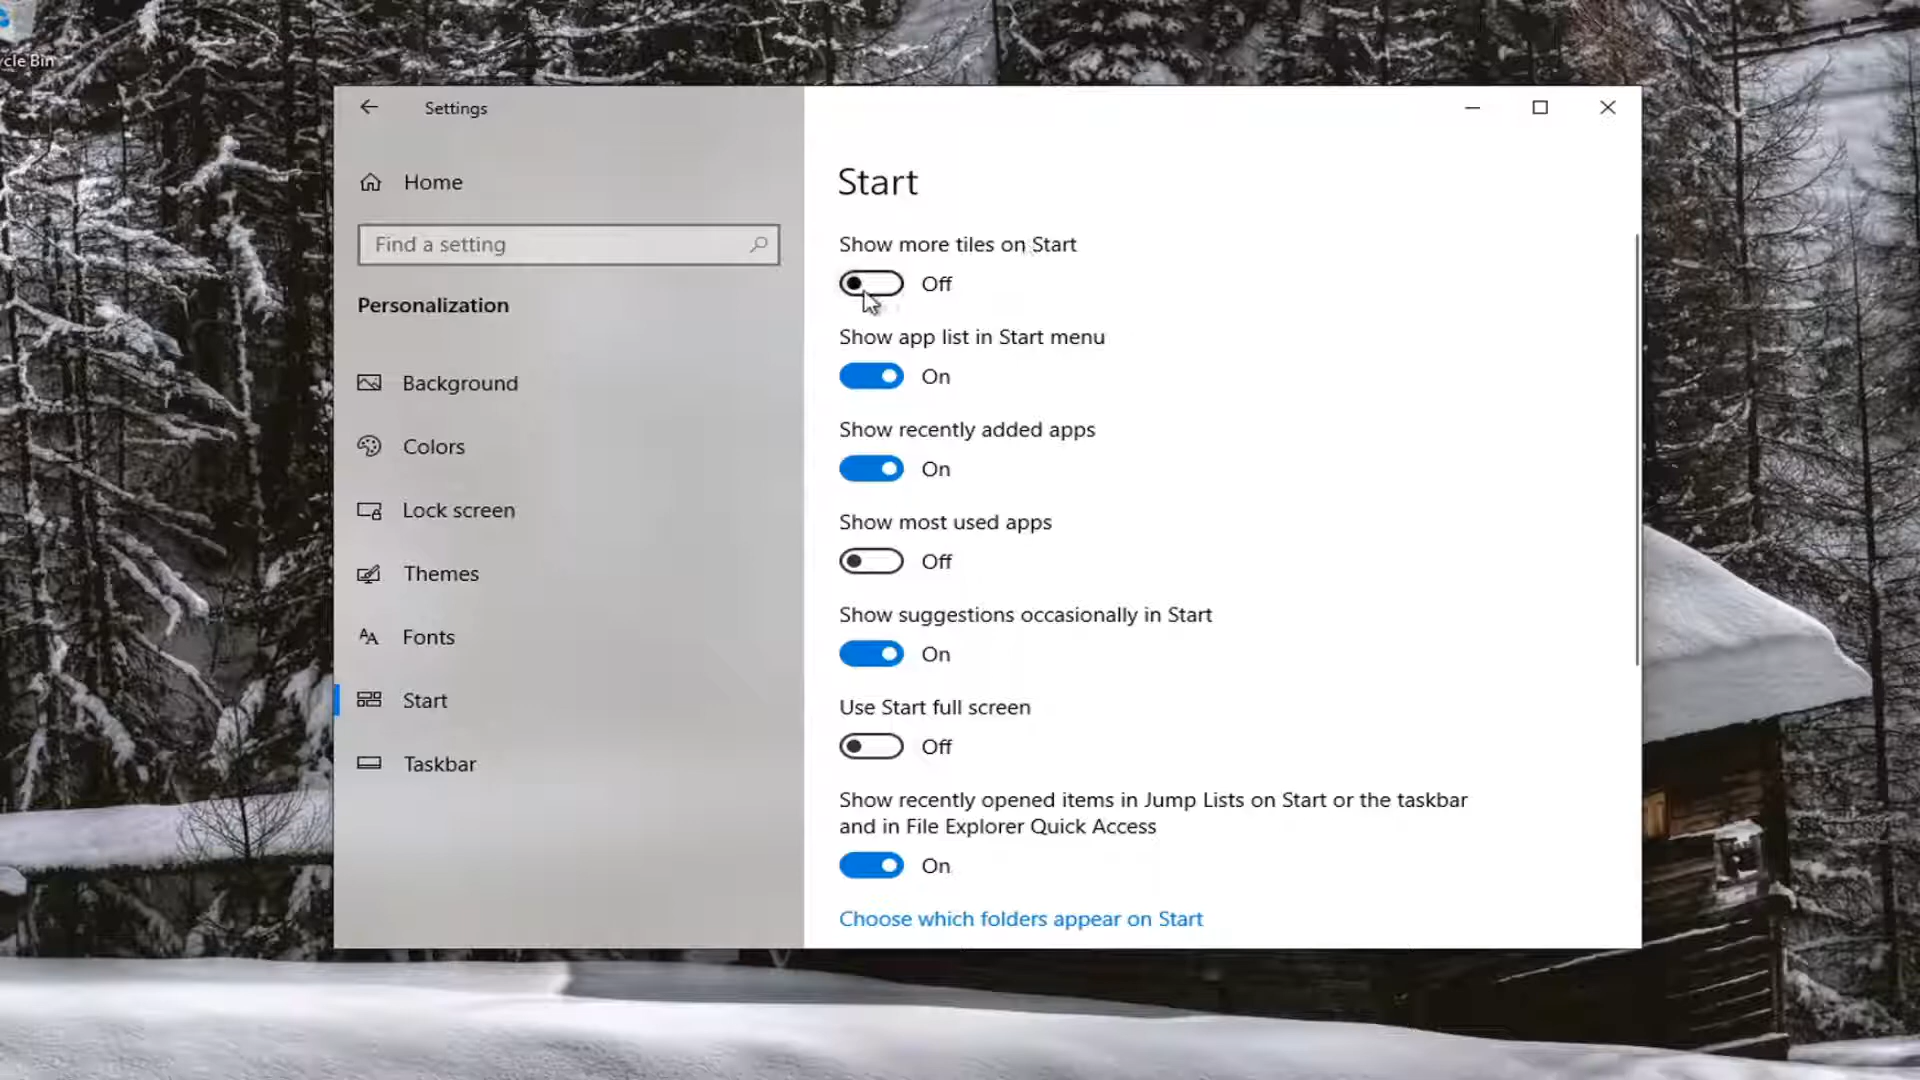 cle Bin
Settings
Home
Find a setting
Personalization
Background
Colors
Lock screen
Themes
Fonts
Start
Taskbar
Start
Show more tiles on Start
Off
Show app list in Start menu
On
Show recently added apps
On
Show most used apps
Off
Show suggestions occasionally in Start
On
Use Start full screen
Off
Show recently opened items in Jump Lists on Start or the taskbar
and in File Explorer Quick Access
On
Choose which folders appear on Start